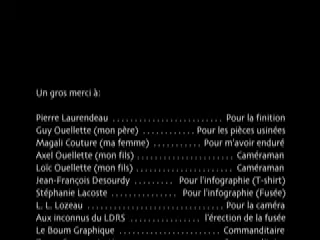 Un gros merci à:
Pierre Laurendeau ......................... Pour la finition
Guy Ouellette (mon père) ............ Pour les pièces usinées
Magali Couture (ma femme) ............ Pour m'avoir enduré
Axel Ouellette (mon fils) ....................... Caméraman
Loïc Ouellette (mon fils) ....................... Caméraman
Jean-François Desourdy ......... Pour l'infographie (T-shirt)
Stéphanie Lacoste ............ Pour l'infographie (Fusée)
L. L. Lozeau ................................ Pour la caméra
Aux inconnus du LDRS ................. l'érection de la fusée
Le Boum Graphique ......................... Commanditaire